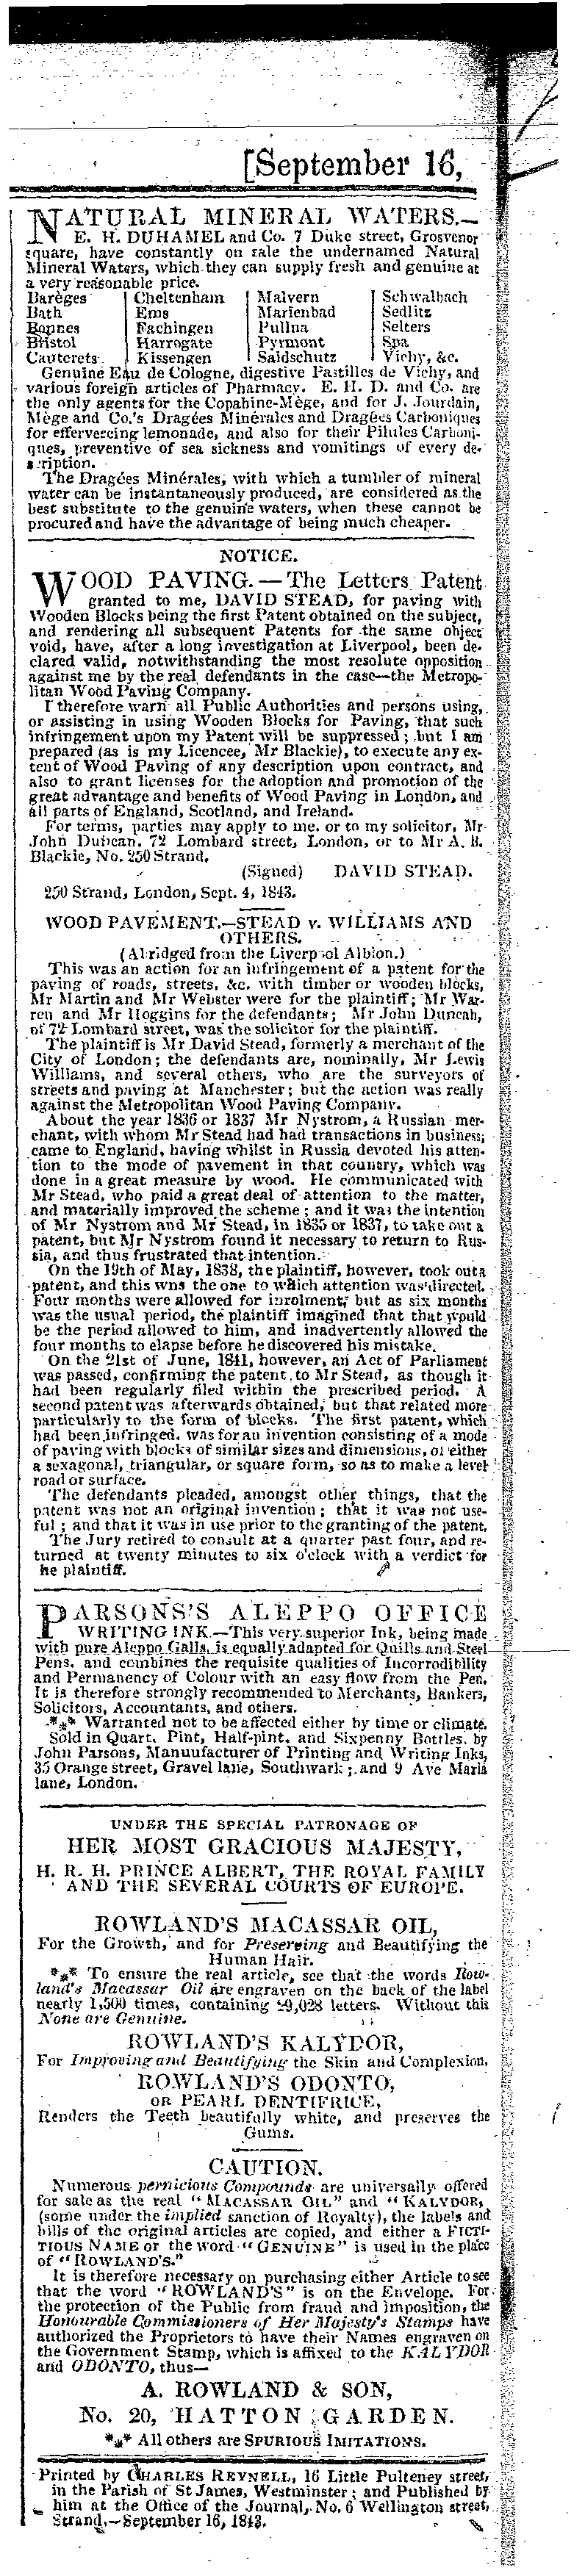 [September 16,
NATURAL MINERAL WATERS.—
E. H. DUHAMEL and Co. 7 Duke street, Grosvenor
square, have constantly on sale the undernamed Natural
Mineral Waters, which they can supply fresh and genuine at
a very reasonable price.
Barèges | Cheltenham | Malvern | Schwalbach
Bath | Ems | Marienbad | Sedlitz
Bonnes | Fachingen | Pullna | Selters
Bristol | Harrogate | Pyrmont | Spa
Cauterets | Kissengen | Saidschutz | Vichy, &c.
Genuine Eau de Cologne, digestive Pastilles de Vichy, and
various foreign articles of Pharmacy. E. H. D. and Co. are
the only agents for the Copahine-Mège, and for J. Jourdain,
Mège and Co.'s Dragées Minérales and Dragées Carboniques
for effervercing lemonade, and also for their Pilules Carboni-
ques, preventive of sea sickness and vomitings of every de-
scription.
The Dragées Minérales, with which a tumbler of mineral
water can be instantaneously produced, are considered as the
best substitute to the genuine waters, when these cannot be
procured and have the advantage of being much cheaper.
NOTICE.
WOOD PAVING.—The Letters Patent
granted to me, DAVID STEAD, for paving with
Wooden Blocks being the first Patent obtained on the subject,
and rendering all subsequent Patents for the same object
void, have, after a long investigation at Liverpool, been de-
clared valid, notwithstanding the most resolute opposition
against me by the real defendants in the case—the Metropo-
litan Wood Paving Company.
I therefore warn all Public Authorities and persons using,
or assisting in using Wooden Blocks for Paving, that such
infringement upon my Patent will be suppressed; but I am
prepared (as is my Licencee, Mr Blackie), to execute any ex-
tent of Wood Paving of any description upon contract, and
also to grant licenses for the adoption and promotion of the
great advantage and benefits of Wood Paving in London, and
all parts of England, Scotland, and Ireland.
For terms, parties may apply to me, or to my solicitor, Mr
John Duncan, 72 Lombard street, London, or to Mr A. B.
Blackie, No. 250 Strand.
(Signed) DAVID STEAD.
250 Strand, London, Sept. 4, 1843.
WOOD PAVEMENT.—STEAD v. WILLIAMS AND
OTHERS.
(Abridged from the Liverpool Albion.)
This was an action for an infringement of a patent for the
paving of roads, streets, &c. with timber or wooden blocks,
Mr Martin and Mr Webster were for the plaintiff; Mr War-
ren and Mr Hoggins for the defendants; Mr John Duncan,
of 72 Lombard street, was the solicitor for the plaintiff.
The plaintiff is Mr David Stead, formerly a merchant of the
City of London; the defendants are, nominally, Mr Lewis
Williams, and several others, who are the surveyors of
streets and paving at Manchester; but the action was really
against the Metropolitan Wood Paving Company.
About the year 1836 or 1837 Mr Nystrom, a Russian mer-
chant, with whom Mr Stead had had transactions in business;
came to England, having whilst in Russia devoted his atten-
tion to the mode of pavement in that country, which was
done in a great measure by wood. He communicated with
Mr Stead, who paid a great deal of attention to the matter,
and materially improved the scheme; and it was the intention
of Mr Nystrom and Mr Stead, in 1835 or 1837, to take out a
patent, but Mr Nystrom found it necessary to return to Rus-
sia, and thus frustrated that intention.
On the 19th of May, 1838, the plaintiff, however, took out a
patent, and this was the one to which attention was directed.
Four months were allowed for inrolment; but as six months
was the usual period, the plaintiff imagined that that would
be the period allowed to him, and inadvertently allowed the
four months to elapse before he discovered his mistake.
On the 21st of June, 1841, however, an Act of Parliament
was passed, confirming the patent to Mr Stead, as though it
had been regularly filed within the prescribed period. A
second patent was afterwards obtained, but that related more
particularly to the form of blocks. The first patent, which
had been infringed, was for an invention consisting of a mode
of paving with blocks of similar sizes and dimensions, of either
a sexagonal, triangular, or square form, so as to make a level
road or surface.
The defendants pleaded, amongst other things, that the
patent was not an original invention; that it was not use-
ful; and that it was in use prior to the granting of the patent.
The Jury retired to consult at a quarter past four, and re-
turned at twenty minutes to six o'clock with a verdict for
he plaintiff.
PARSONS'S ALEPPO OFFICE
WRITING INK.—This very superior Ink, being made
with pure Aleppo Galls, is equally adapted for Quills and Steel
Pens, and combines the requisite qualities of Incorrodibility
and Permanency of Colour with an easy flow from the Pen.
It is therefore strongly recommended to Merchants, Bankers,
Solicitors, Accountants, and others.
*** Warranted not to be affected either by time or climate.
Sold in Quart, Pint, Half-pint, and Sixpenny Bottles, by
John Parsons, Manuufacturer of Printing and Writing Inks,
35 Orange street, Gravel lane, Southwark; and 9 Ave Maria
lane, London.
UNDER THE SPECIAL PATRONAGE OF
HER MOST GRACIOUS MAJESTY,
H. R. H. PRINCE ALBERT, THE ROYAL FAMILY
AND THE SEVERAL COURTS OF EUROPE.
ROWLAND'S MACASSAR OIL,
For the Growth, and for Preserving and Beautifying the
Human Hair.
*** To ensure the real article, see that the words Row-
land's Macassar Oil are engraven on the back of the label
nearly 1,500 times, containing 29,028 letters. Without this
None are Genuine.
ROWLAND'S KALYDOR,
For Improving and Beautifying the Skin and Complexion.
ROWLAND'S ODONTO,
OR PEARL DENTIFRICE,
Renders the Teeth beautifully white, and preserves the
Gums.
CAUTION.
Numerous pernicious Compounds are universally offered
for sale as the real "MACASSAR OIL" and "KALYDOR,
(some under the implied sanction of Royalty), the labels and
bills of the original articles are copied, and either a FICTI-
TIOUS NAME or the word "GENUINE" is used in the place
of "ROWLAND'S."
It is therefore necessary on purchasing either Article to see
that the word "ROWLAND'S" is on the Envelope. For
the protection of the Public from fraud and imposition, the
Honourable Commissioners of Her Majesty's Stamps have
authorized the Proprietors to have their Names engraven on
the Government Stamp, which is affixed to the KALYDOR
and ODONTO, thus—
A. ROWLAND & SON,
No. 20, HATTON GARDEN.
*** All others are SPURIOUS IMITATIONS.
Printed by CHARLES REYNELL, 16 Little Pulteney street,
in the Parish of St James, Westminster; and Published by
him at the Office of the Journal, No. 6 Wellington street,
Strand,—September 16, 1843.